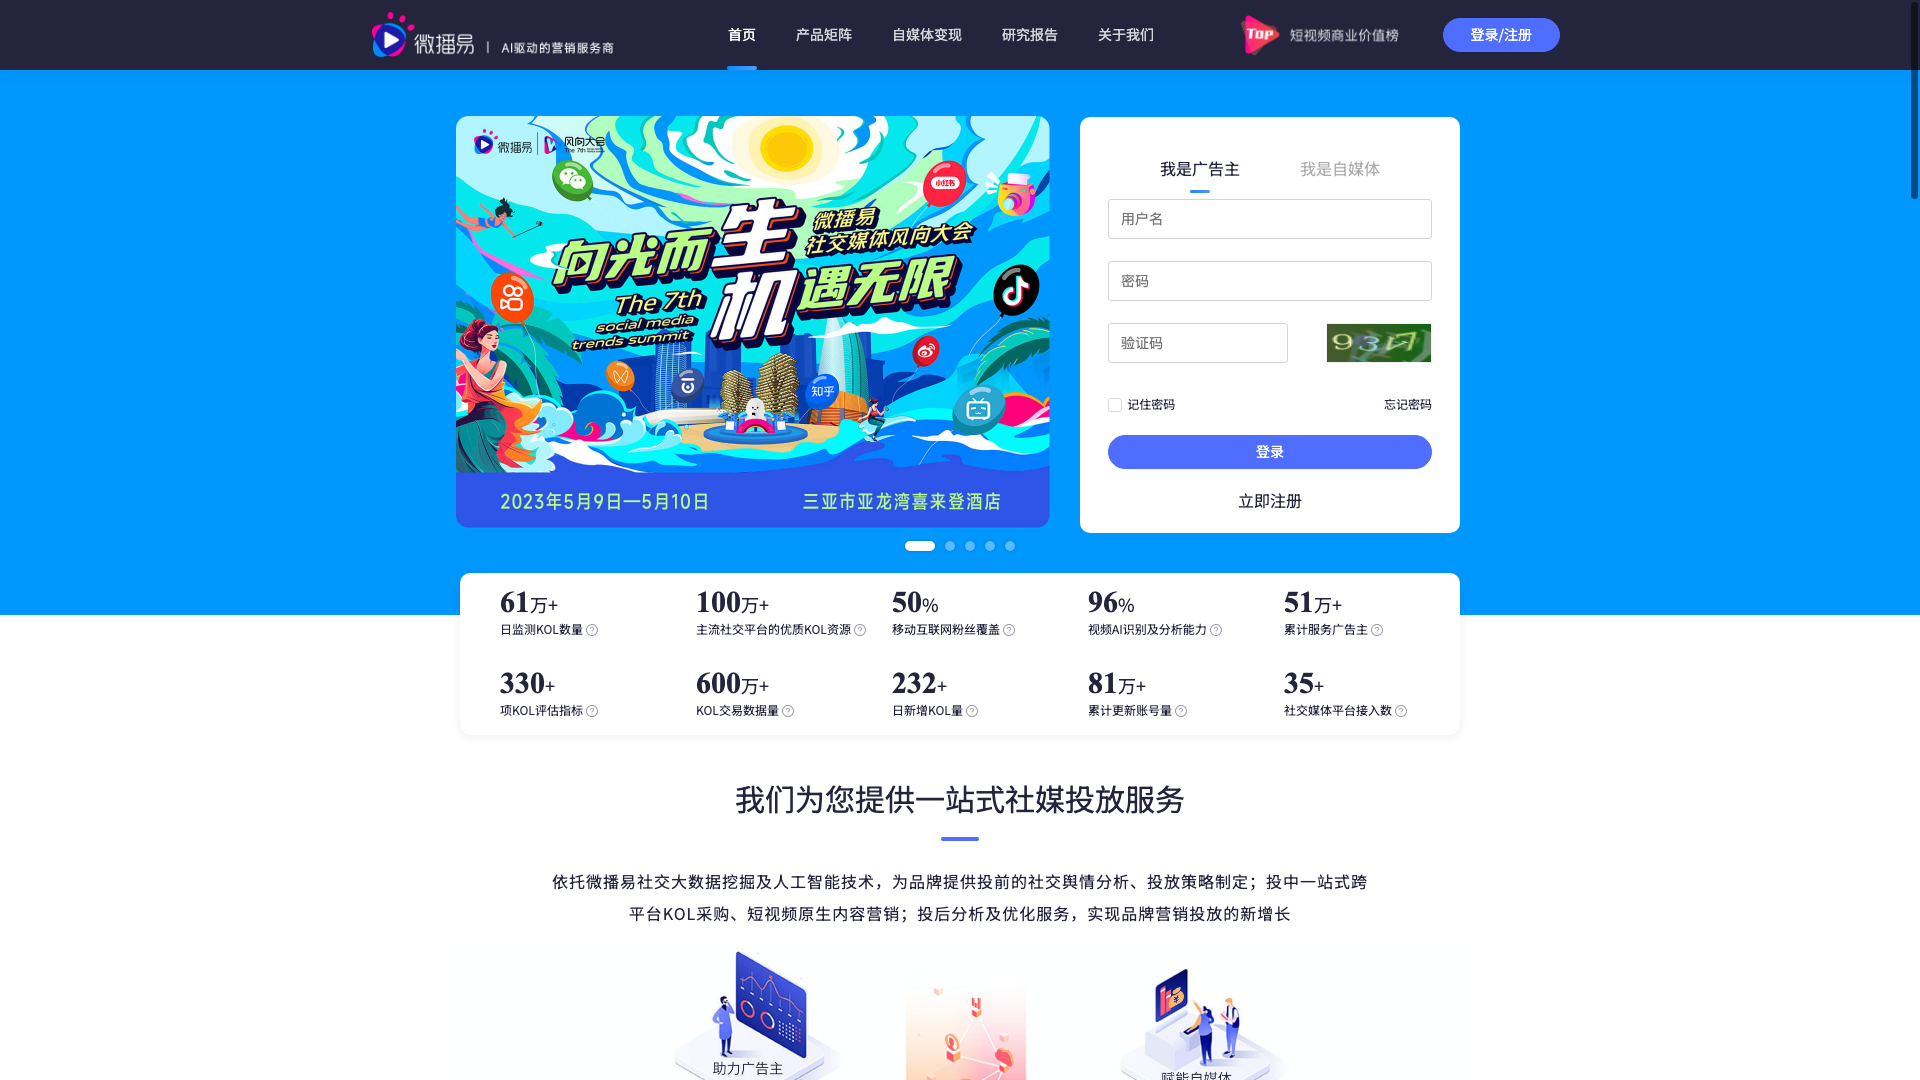 微播易 | AI驱动的营销服务商
首页
产品矩阵
自媒体变现
研究报告
关于我们
TOP 短视频商业价值榜
登录/注册
微播易 风向大会
小红书
向光而生
微播易
社交媒体风向大会
机遇无限
The 7th
social media
trends summit
知乎
2023年5月9日—5月10日
三亚市亚龙湾喜来登酒店
我是广告主
我是自媒体
用户名
密码
验证码
记住密码
忘记密码
登录
立即注册
61万+
日监测KOL数量
100万+
主流社交平台的优质KOL资源
50%
移动互联网粉丝覆盖
96%
视频AI识别及分析能力
51万+
累计服务广告主
330+
项KOL评估指标
600万+
KOL交易数据量
232+
日新增KOL量
81万+
累计更新账号量
35+
社交媒体平台接入数
我们为您提供一站式社媒投放服务
依托微播易社交大数据挖掘及人工智能技术，为品牌提供投前的社交舆情分析、投放策略制定；投中一站式跨
平台KOL采购、短视频原生内容营销；投后分析及优化服务，实现品牌营销投放的新增长
助力广告主
赋能自媒体